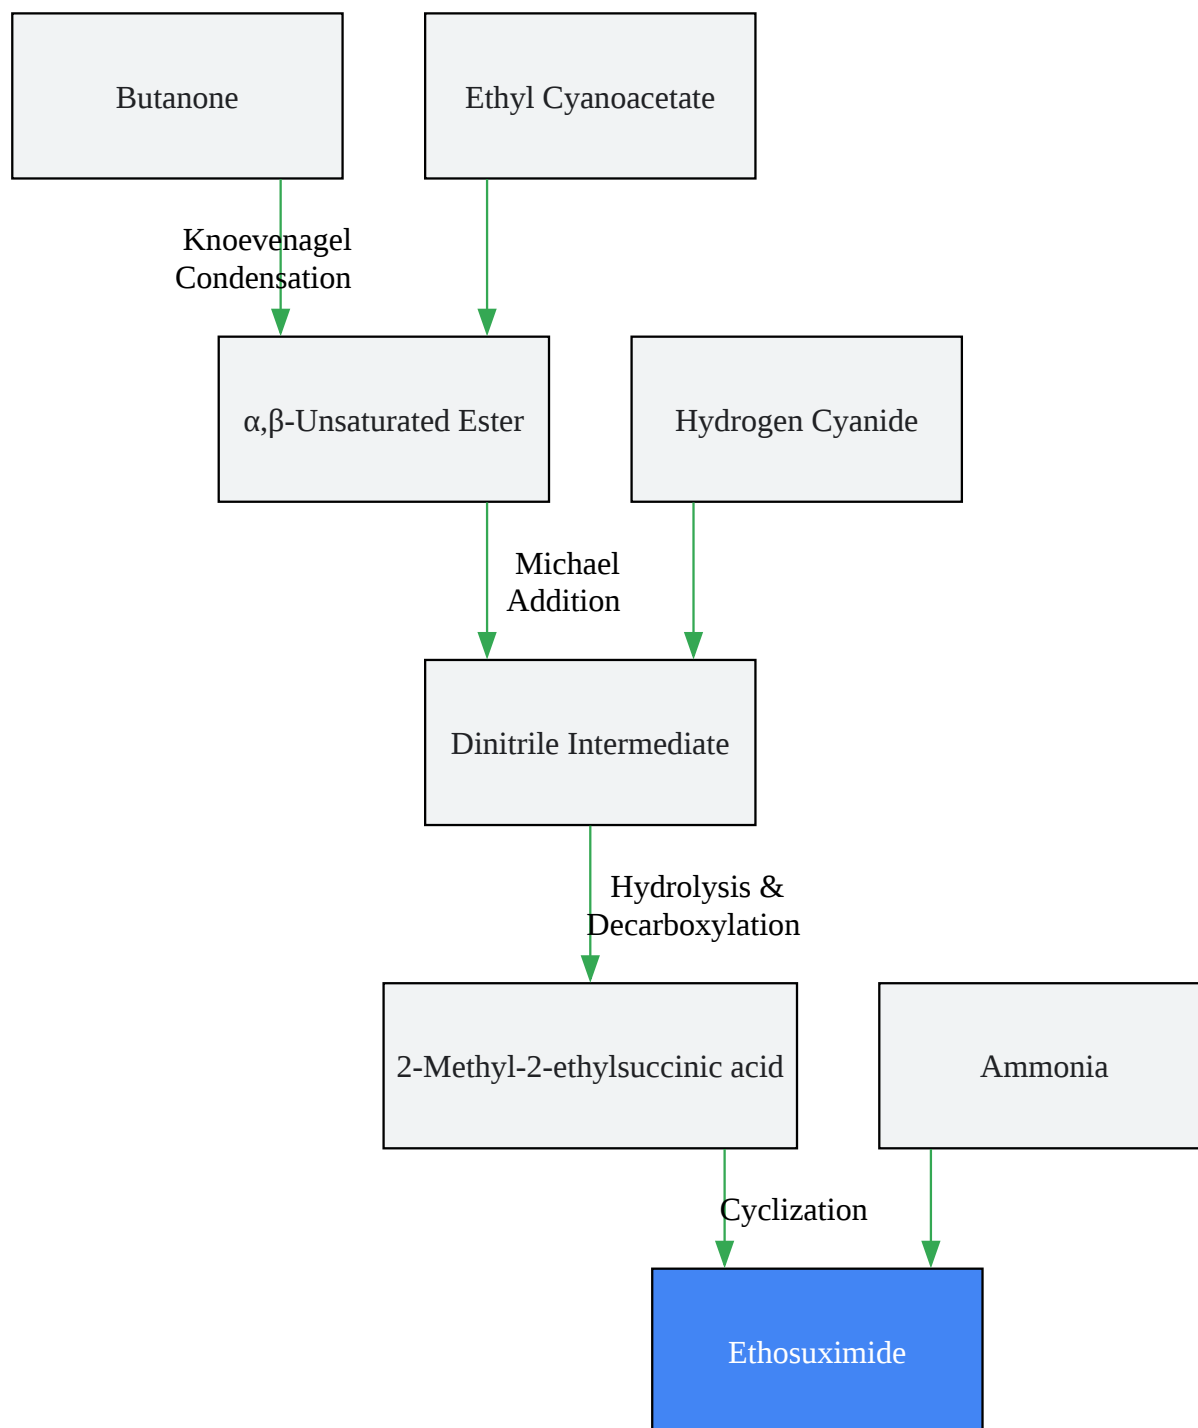 Butanone
Ethyl Cyanoacetate
Knoevenagel
Condensation
α,β-Unsaturated Ester
Hydrogen Cyanide
Michael
Addition
Dinitrile Intermediate
Hydrolysis &
Decarboxylation
2-Methyl-2-ethylsuccinic acid
Ammonia
Cyclization
Ethosuximide